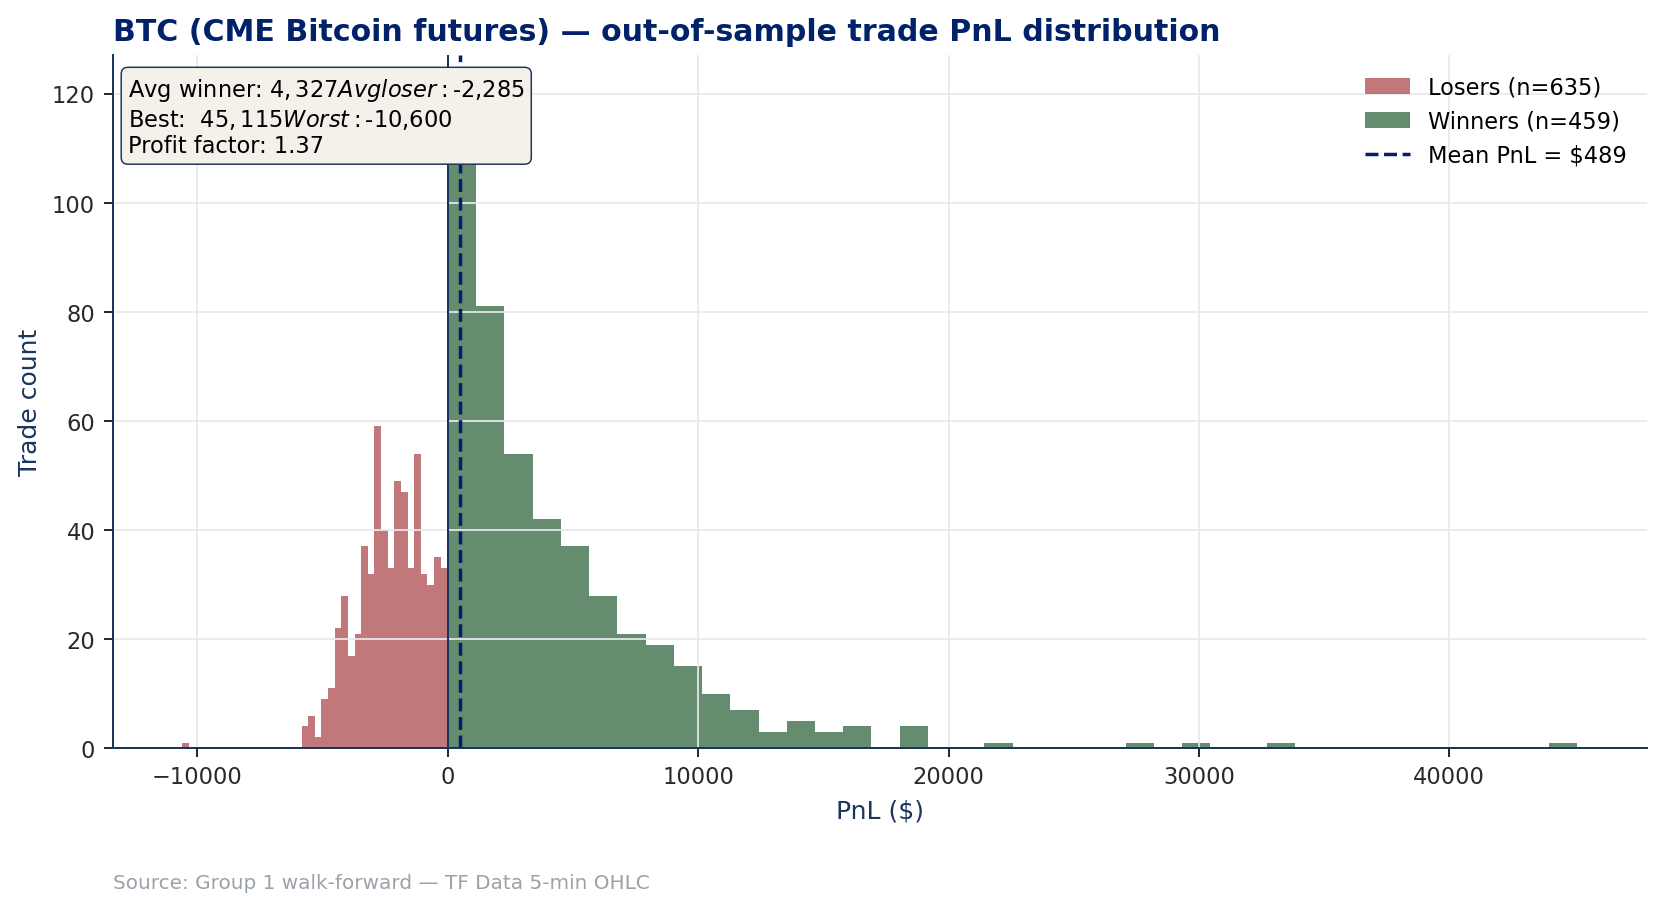 BTC (CME Bitcoin futures) — out-of-sample trade PnL distribution
Avg winner: 4,327Avgloser:-2,285
Best:  45,115Worst:-10,600
Profit factor: 1.37
Losers (n=635)
Winners (n=459)
Mean PnL = $489
Trade count
120
100
80
60
40
20
0
−10000 0 10000 20000 30000 40000
PnL ($)
Source: Group 1 walk-forward — TF Data 5-min OHLC